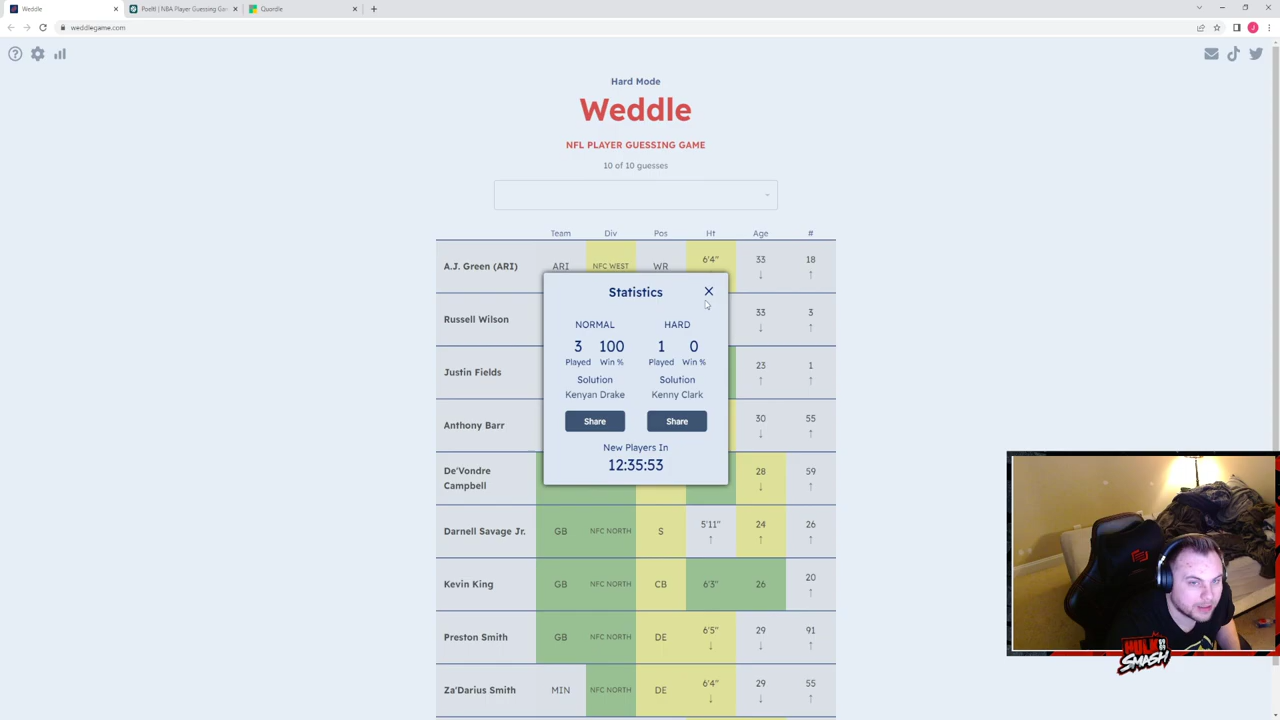 Weddle
Poeltl | NBA Player Guessing Gam
Quordle
weddlegame.com
J
Hard Mode
Weddle
NFL PLAYER GUESSING GAME
10 of 10 guesses
Team Div Pos Ht Age #
A.J. Green (ARI) ARI NFC WEST WR 6'4" 33 ↓ 18 ↑
Russell Wilson 33 ↓ 3 ↑
Justin Fields 23 ↑ 1 ↑
Anthony Barr 30 ↓ 55 ↑
De'Vondre
Campbell 28 ↓ 59 ↑
Darnell Savage Jr. GB NFC NORTH S 5'11" ↑ 24 ↑ 26 ↑
Kevin King GB NFC NORTH CB 6'3" 26 20 ↑
Preston Smith GB NFC NORTH DE 6'5" ↓ 29 ↓ 91 ↑
Za'Darius Smith MIN NFC NORTH DE 6'4" ↓ 29 ↓ 55 ↑
Statistics
NORMAL HARD
3 100 1 0
Played Win % Played Win %
Solution Solution
Kenyan Drake Kenny Clark
Share Share
New Players In
12:35:53
HULK
SMASH